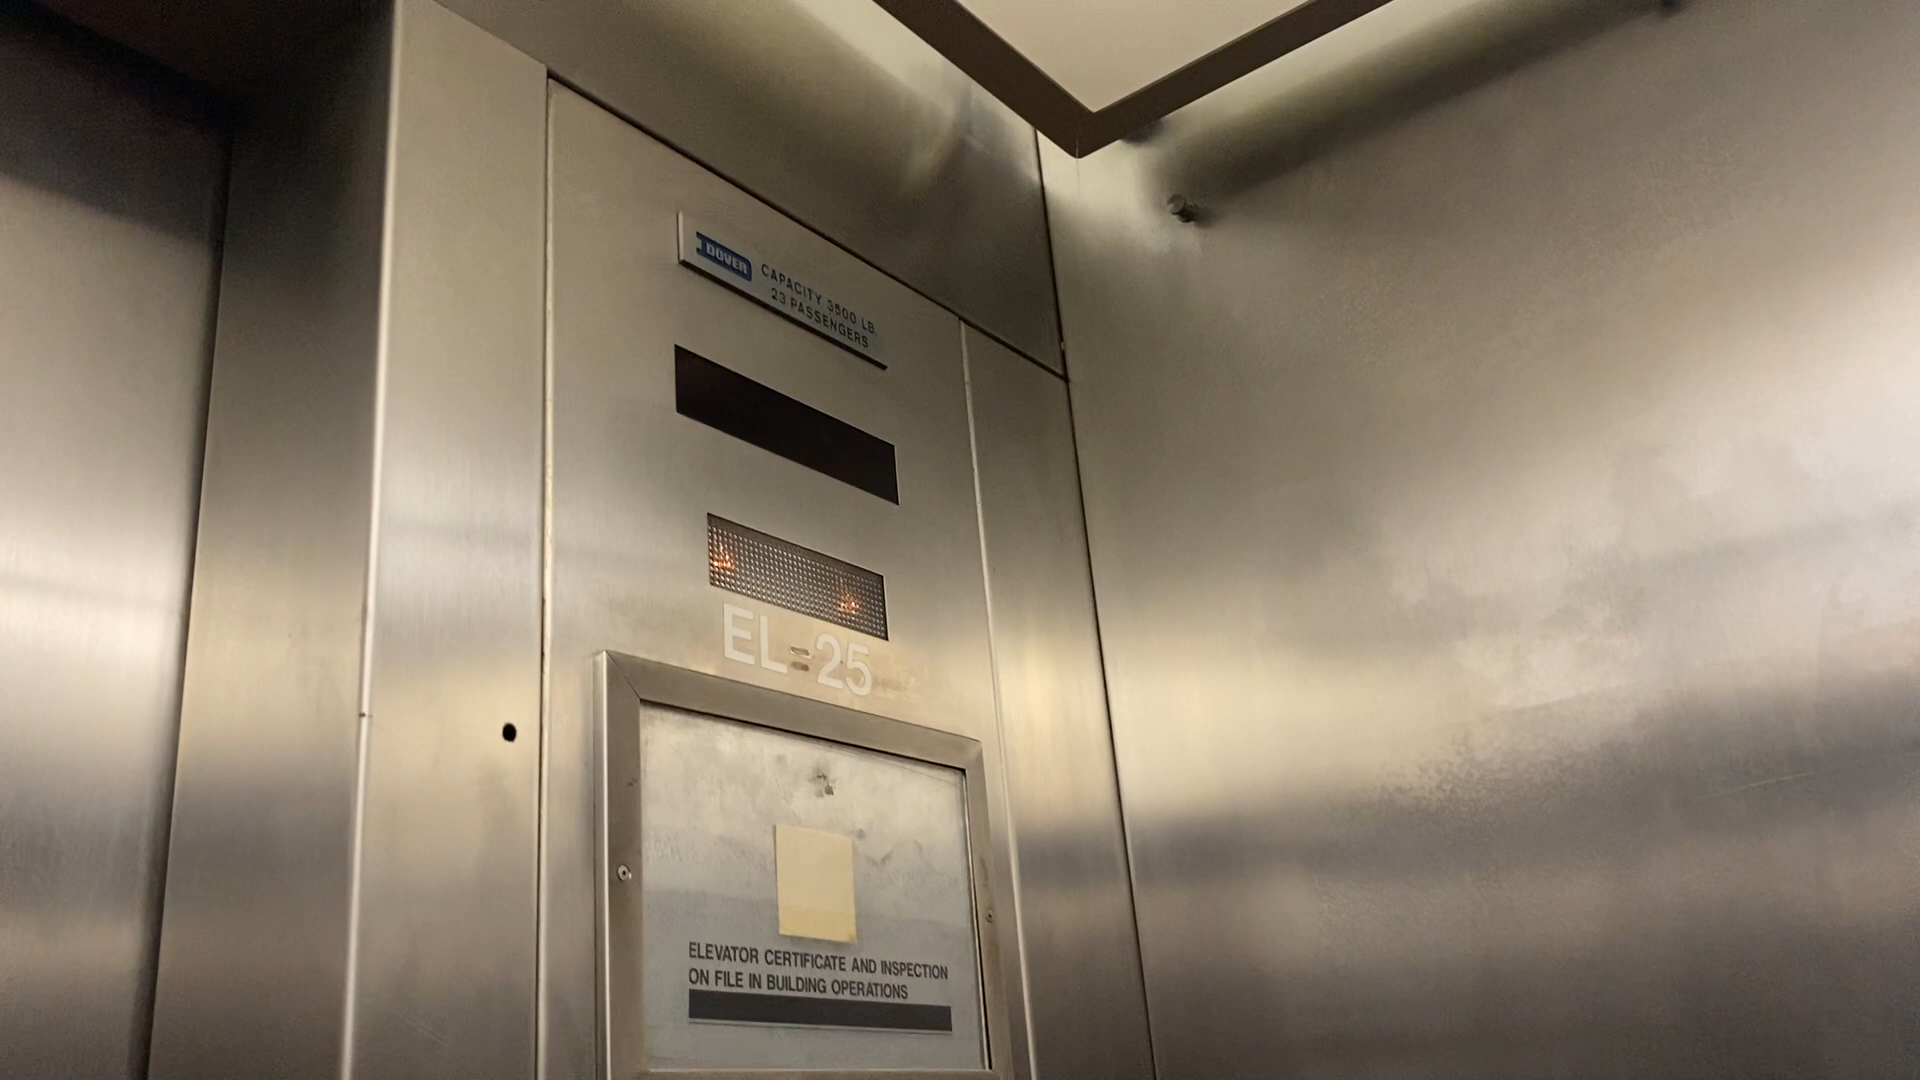 DOVER
CAPACITY 3500 LB.
23 PASSENGERS
EL-25
ELEVATOR CERTIFICATE AND INSPECTION
ON FILE IN BUILDING OPERATIONS